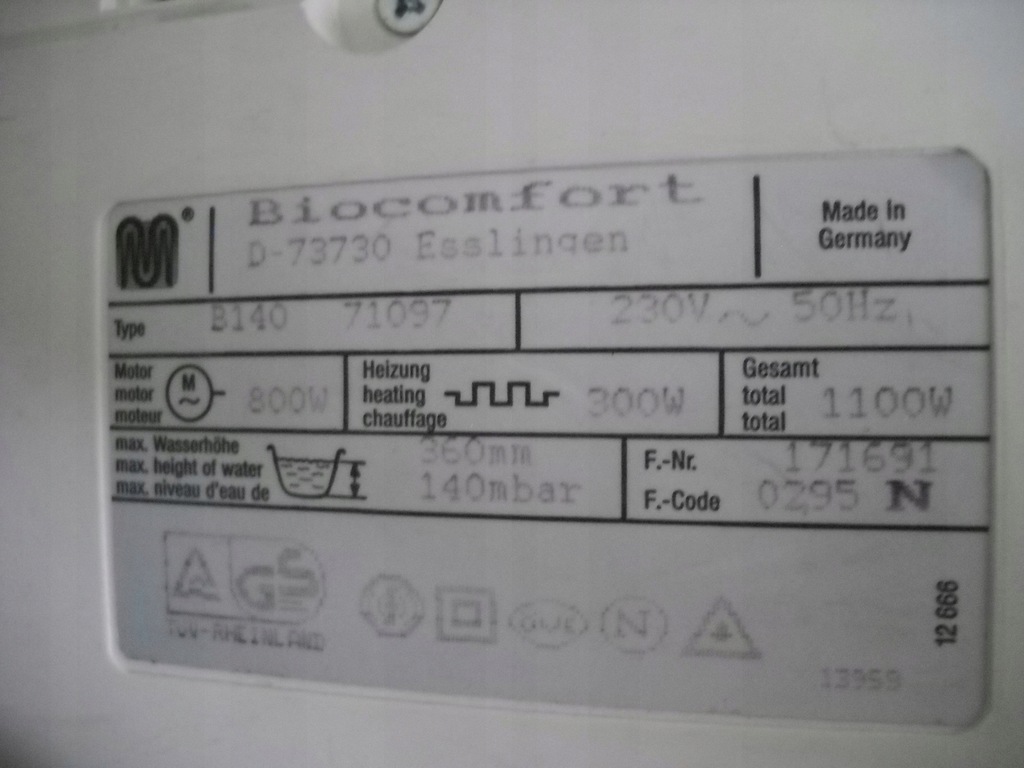 ® Biocomfort
D-73730 Esslingen
Made in
Germany
Type B140 71097 230V~ 50Hz
Motor
motor
moteur
M
~
800W
Heizung
heating
chauffage
300W
Gesamt
total
total
1100W
max. Wasserhöhe
max. height of water
max. niveau d'eau de
360mm
140mbar
F.-Nr. 171691
F.-Code 0295 N
GS
TÜV-RHEINLAND
N
12 666
13959